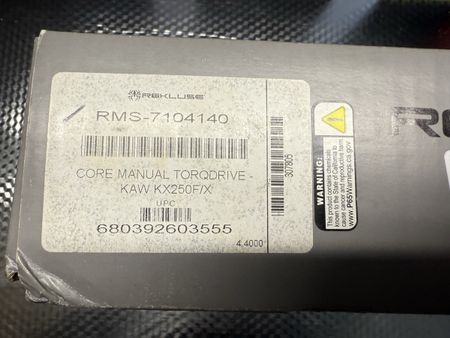 REKLUSE
RMS-7104140
CORE MANUAL TORQDRIVE -
KAW KX250F/X
UPC
680392603555
4.4000
307805
WARNING:
This product contains chemicals
known to the State of California to
cause cancer and reproductive harm
www.P65Warnings.ca.gov